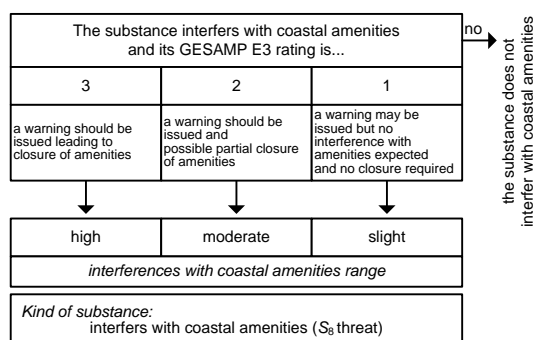 The substance interfers with coastal amenities
and its GESAMP E3 rating is...
no
the substance does not
interfer with coastal amenities
3
2
1
a warning should be
issued leading to
closure of amenities
a warning should be
issued and
possible partial closure
of amenities
a warning may be
issued but no
interference with
amenities expected
and no closure required
high
moderate
slight
interferences with coastal amenities range
Kind of substance:
interfers with coastal amenities (S8 threat)